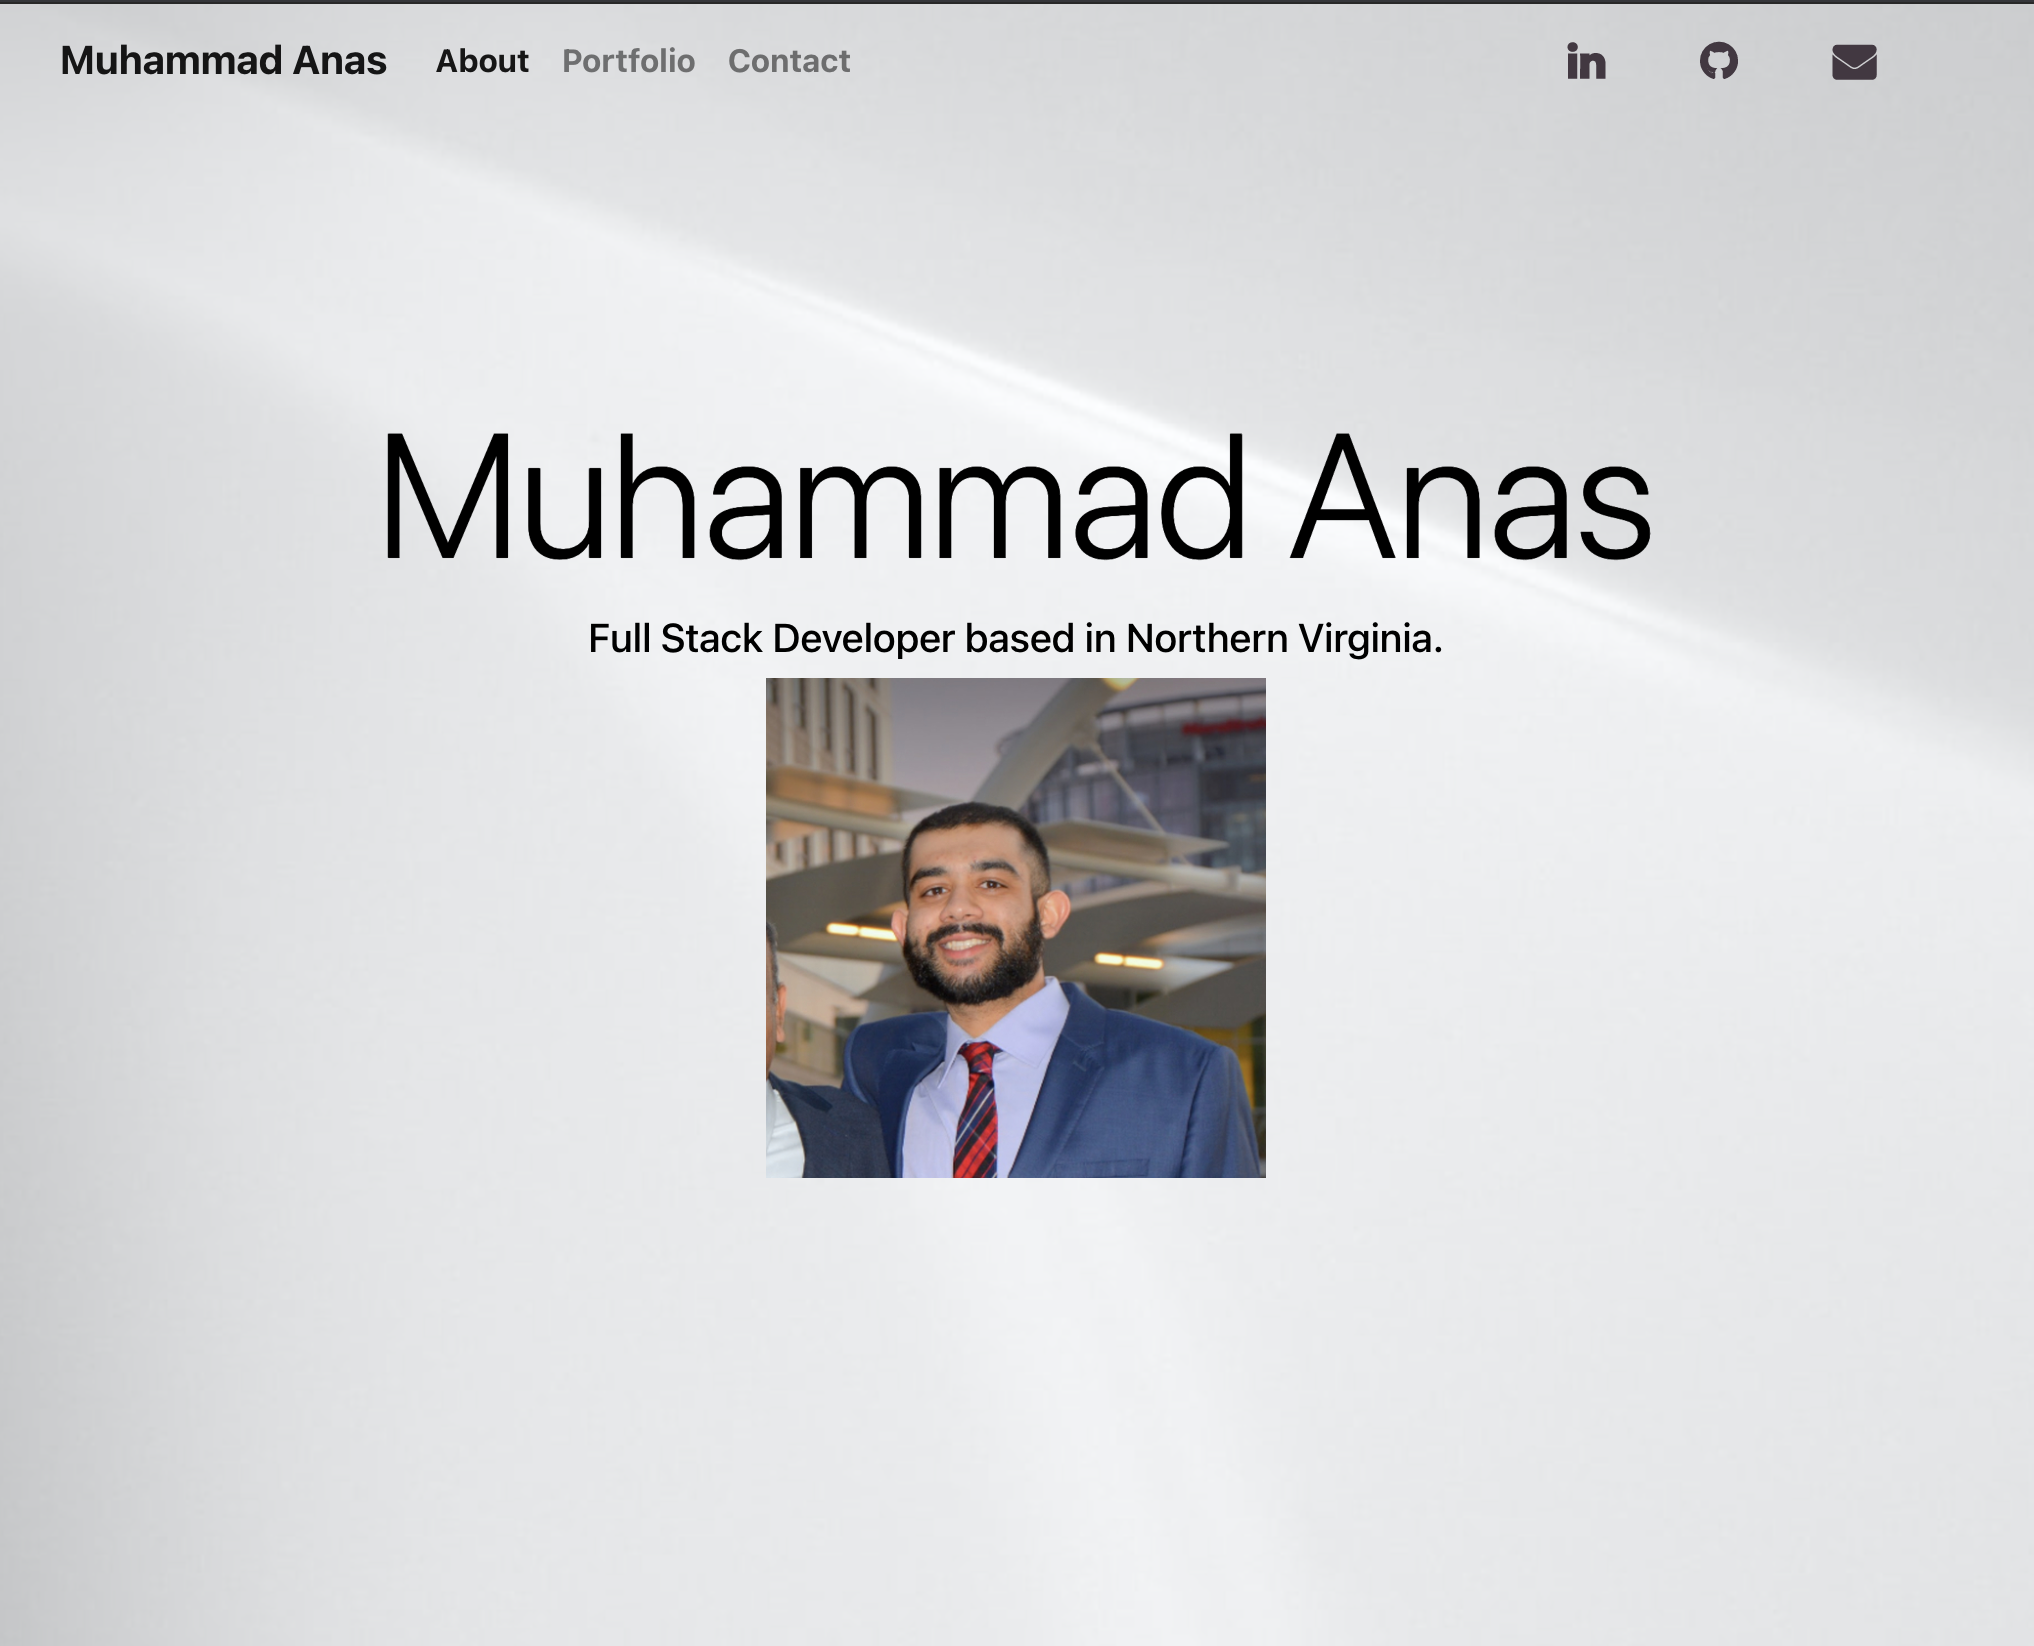 Muhammad Anas About Portfolio Contact
in
Muhammad Anas
Full Stack Developer based in Northern Virginia.